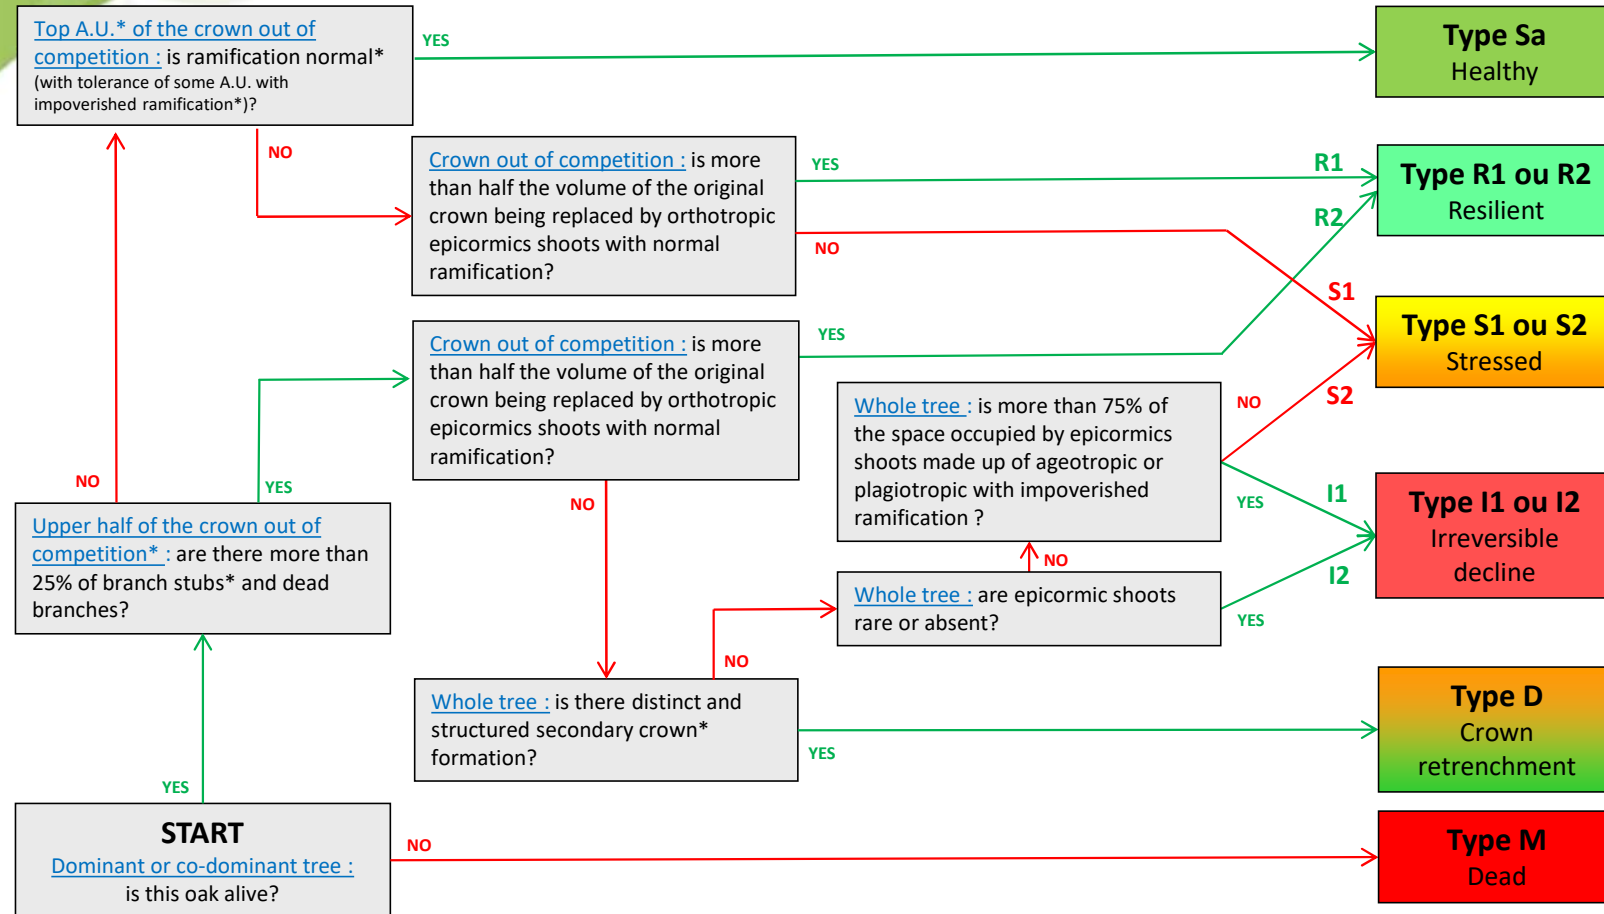 Top A.U.* of the crown out of
competition : is ramification normal*
(with tolerance of some A.U. with
impoverished ramification*)?
YES
Type Sa
Healthy
NO
Crown out of competition : is more
than half the volume of the original
crown being replaced by orthotropic
epicormics shoots with normal
ramification?
YES
R1
Type R1 ou R2
Resilient
R2
NO
S1
Crown out of competition : is more
than half the volume of the original
crown being replaced by orthotropic
epicormics shoots with normal
ramification?
YES
Type S1 ou S2
Stressed
S2
NO
Whole tree : is more than 75% of
the space occupied by epicormics
shoots made up of ageotropic or
plagiotropic with impoverished
ramification ?
NO
YES
I1
Type I1 ou I2
Irreversible
decline
NO
YES
Upper half of the crown out of
competition* : are there more than
25% of branch stubs* and dead
branches?
NO
I2
Whole tree : are epicormic shoots
rare or absent?
YES
NO
Whole tree : is there distinct and
structured secondary crown*
formation?
YES
Type D
Crown
retrenchment
YES
START
Dominant or co-dominant tree :
is this oak alive?
NO
Type M
Dead